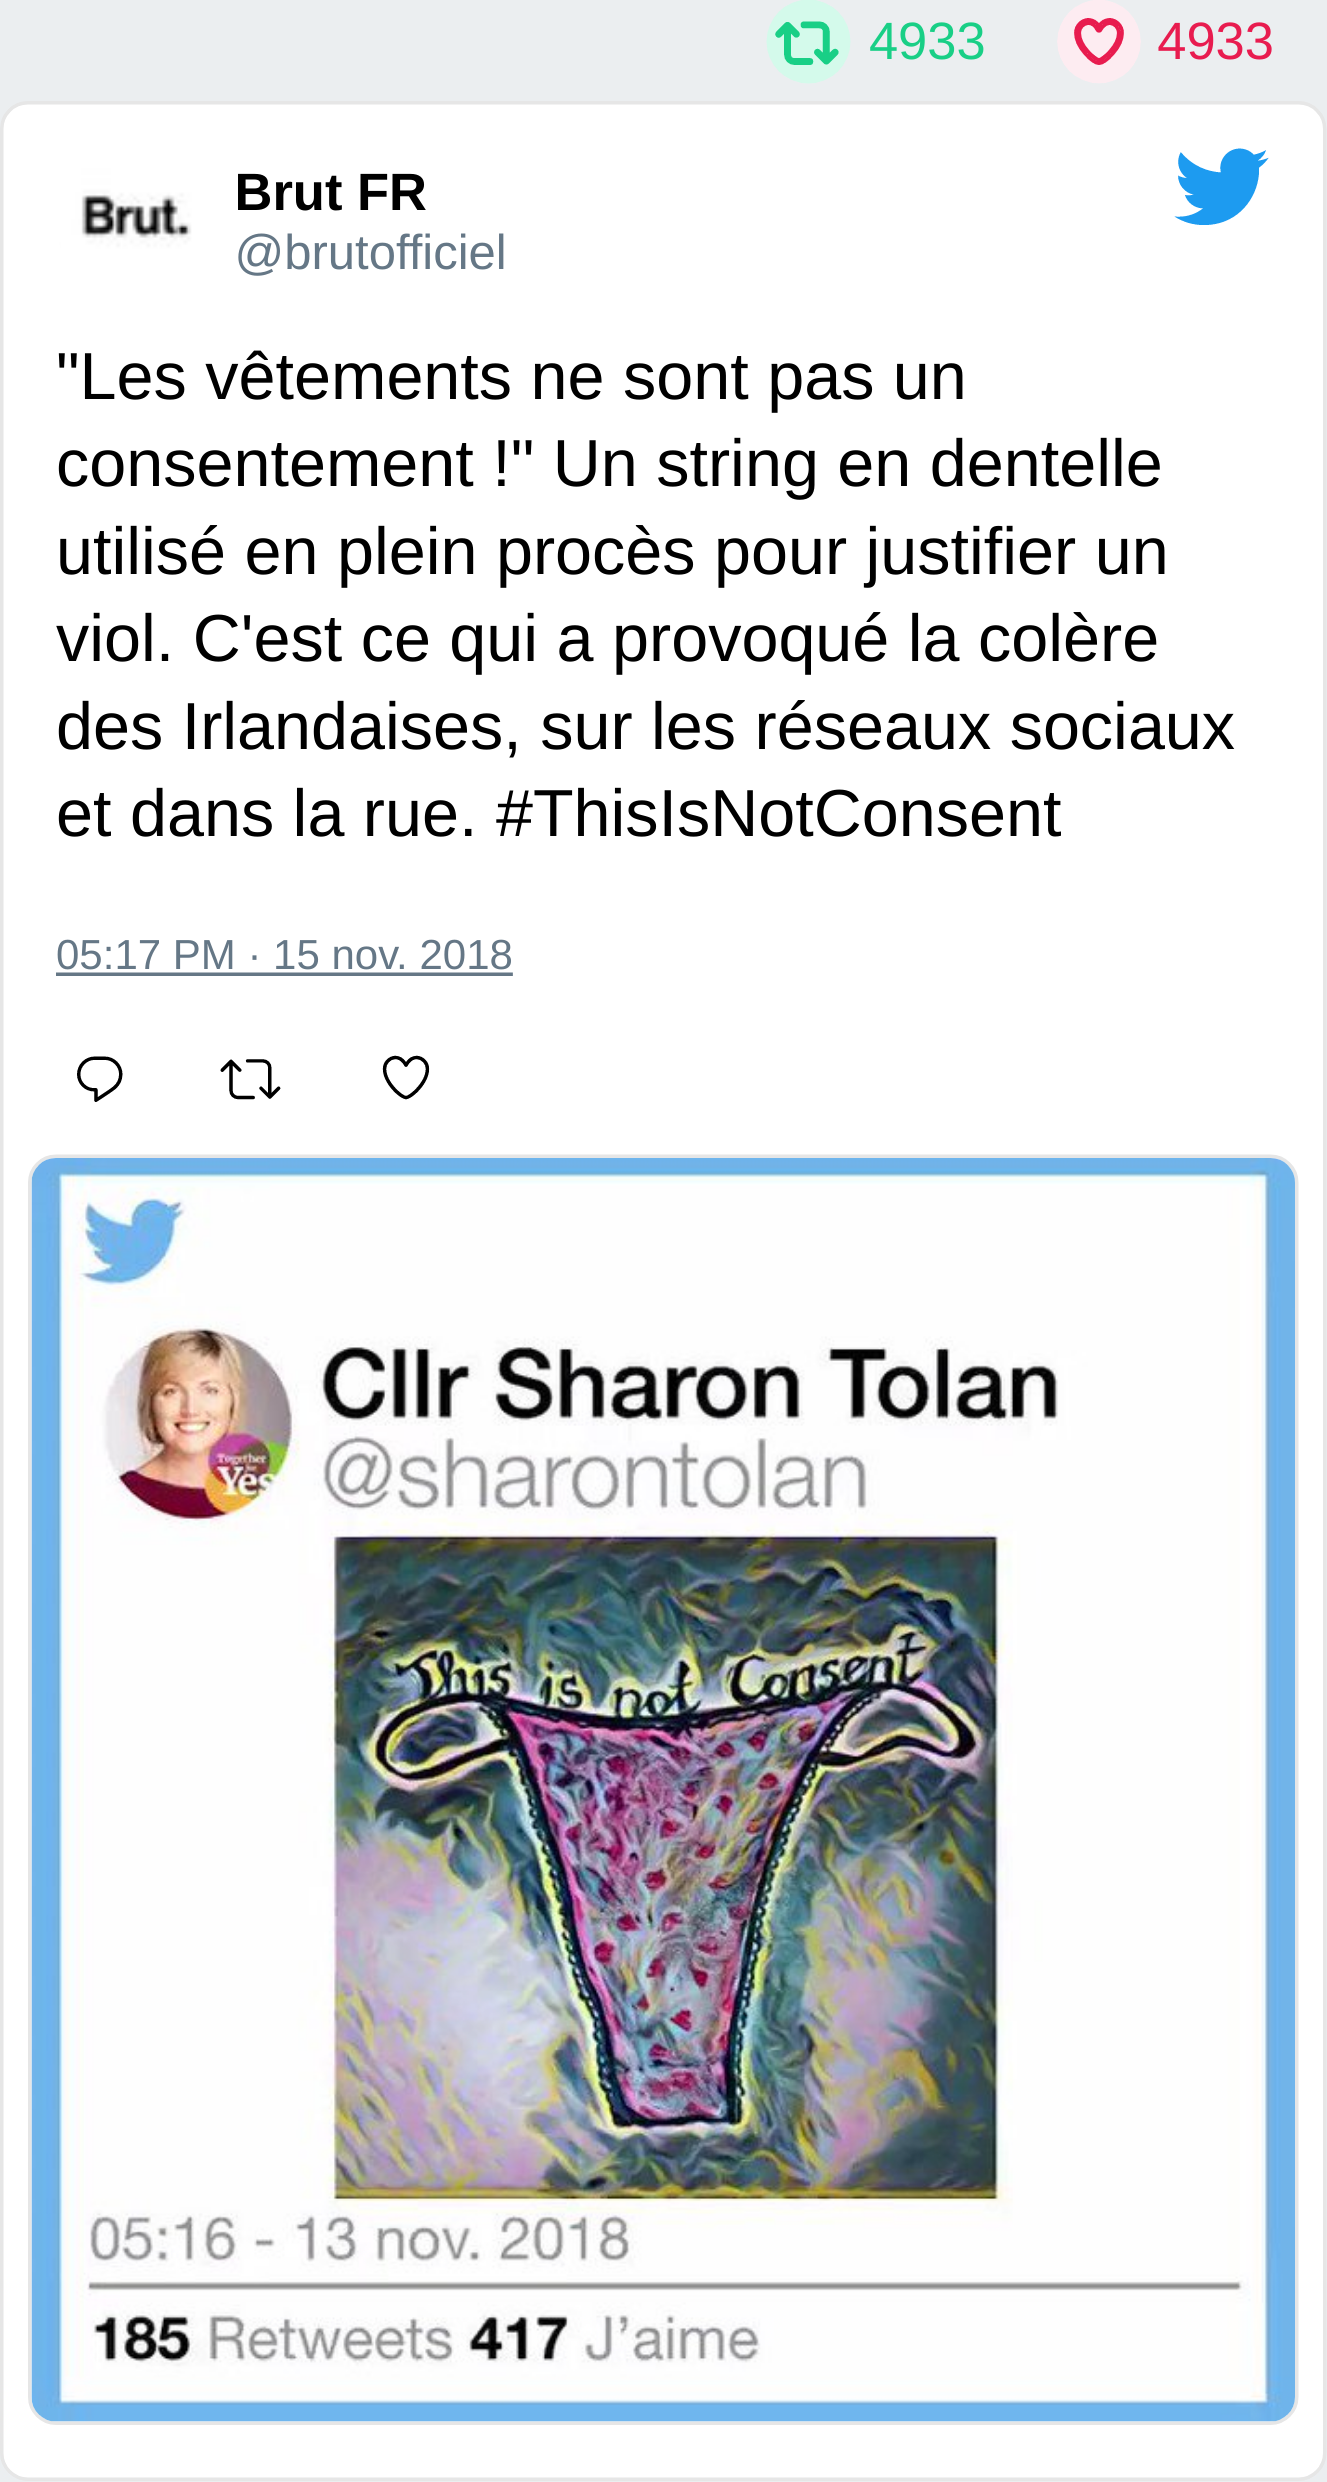 4933 4933
Brut.
Brut FR
@brutofficiel
"Les vêtements ne sont pas un
consentement !" Un string en dentelle
utilisé en plein procès pour justifier un
viol. C'est ce qui a provoqué la colère
des Irlandaises, sur les réseaux sociaux
et dans la rue. #ThisIsNotConsent
05:17 PM · 15 nov. 2018
Cllr Sharon Tolan
@sharontolan
Together
for
Yes
This is not Consent
05:16 - 13 nov. 2018
185 Retweets 417 J’aime